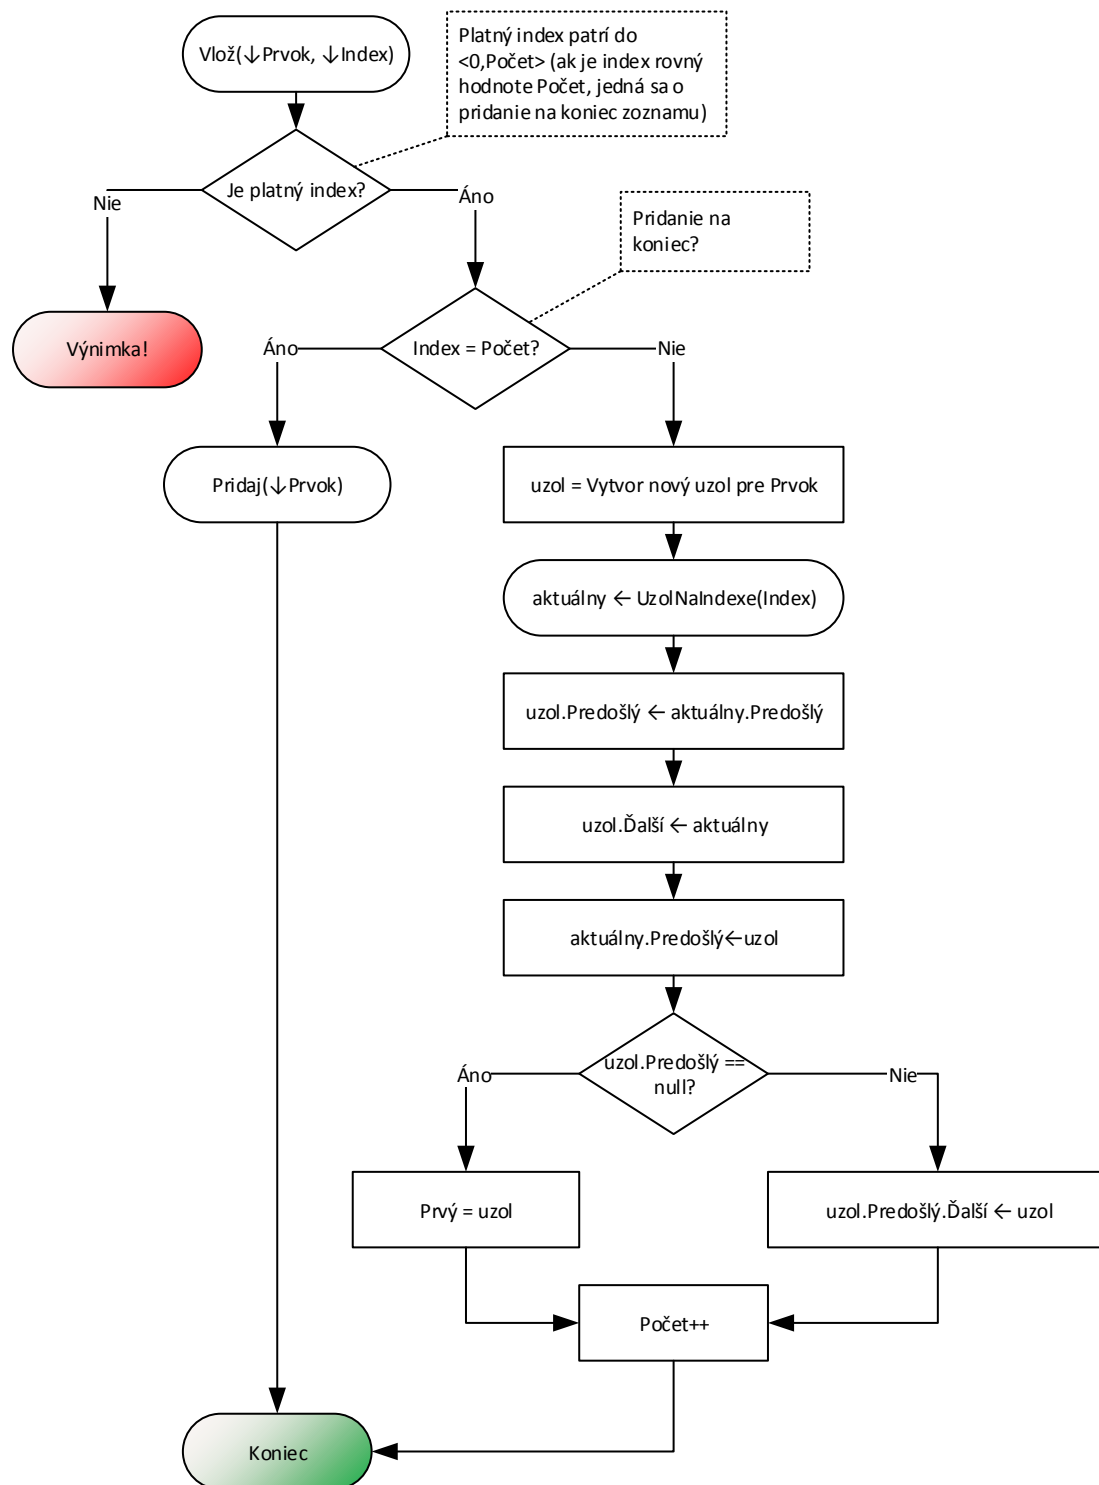 Vlož(↓Prvok, ↓Index)
Platný index patrí do
<0,Počet> (ak je index rovný
hodnote Počet, jedná sa o
pridanie na koniec zoznamu)
Je platný index?
Nie
Áno
Pridanie na
koniec?
Výnimka!
Index = Počet?
Áno
Nie
Pridaj(↓Prvok)
uzol = Vytvor nový uzol pre Prvok
aktuálny ← UzolNaIndexe(Index)
uzol.Predošlý ← aktuálny.Predošlý
uzol.Ďalší ← aktuálny
aktuálny.Predošlý←uzol
uzol.Predošlý ==
null?
Áno
Nie
Prvý = uzol
uzol.Predošlý.Ďalší ← uzol
Počet++
Koniec